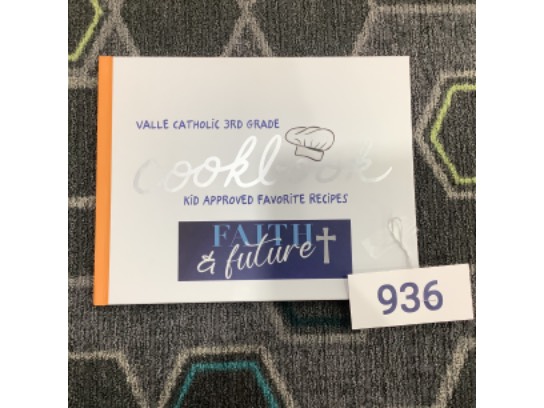 VALLE CATHOLIC 3RD GRADE
cookbook
KID APPROVED FAVORITE RECIPES
FAITH
& future
936